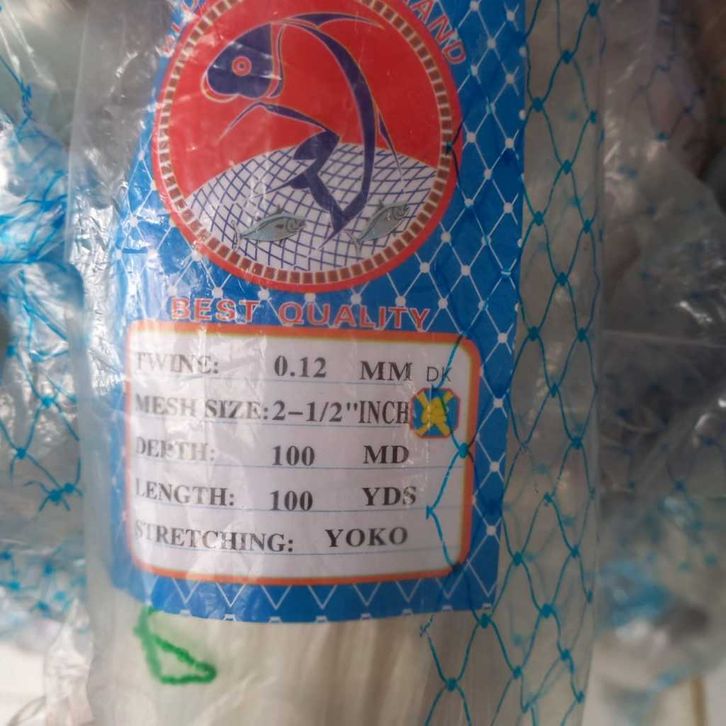 BEST QUALITY
TWINE: 0.12 MM DK
MESH SIZE: 2-1/2"INCH
DEPTH: 100 MD
LENGTH: 100 YDS
STRETCHING: YOKO